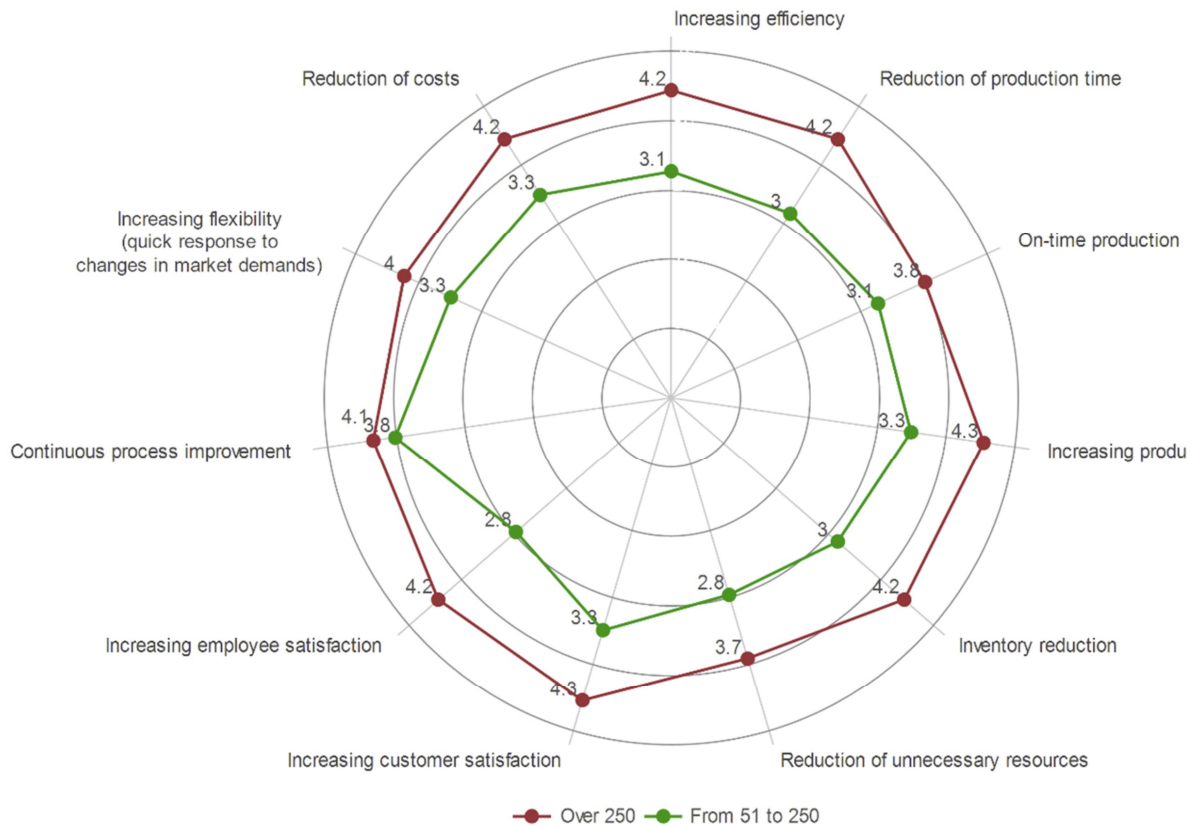 Increasing efficiency
Reduction of costs
Reduction of production time
4.2
4.2
4.2
3.3
3.1
3
Increasing flexibility
(quick response to
changes in market demands)
On-time production
4
3.8
3.3
3.1
4.1
3.8
3.3
4.3
Continuous process improvement
Increasing produ
2.8
3
4.2
2.8
4.2
3.3
3.7
Increasing employee satisfaction
Inventory reduction
4.3
Increasing customer satisfaction
Reduction of unnecessary resources
Over 250
From 51 to 250